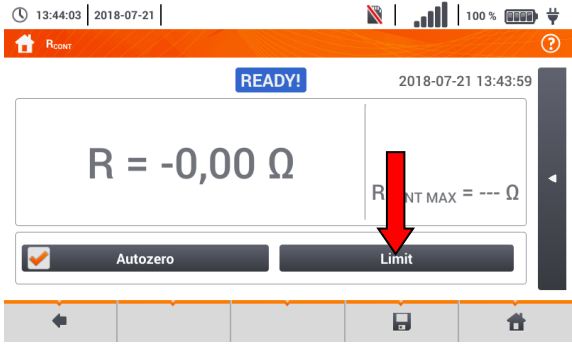 13:44:03 2018-07-21 100 %
RCONT ?
READY! 2018-07-21 13:43:59
R = -0,00 Ω
R NT MAX = --- Ω
Autozero Limit